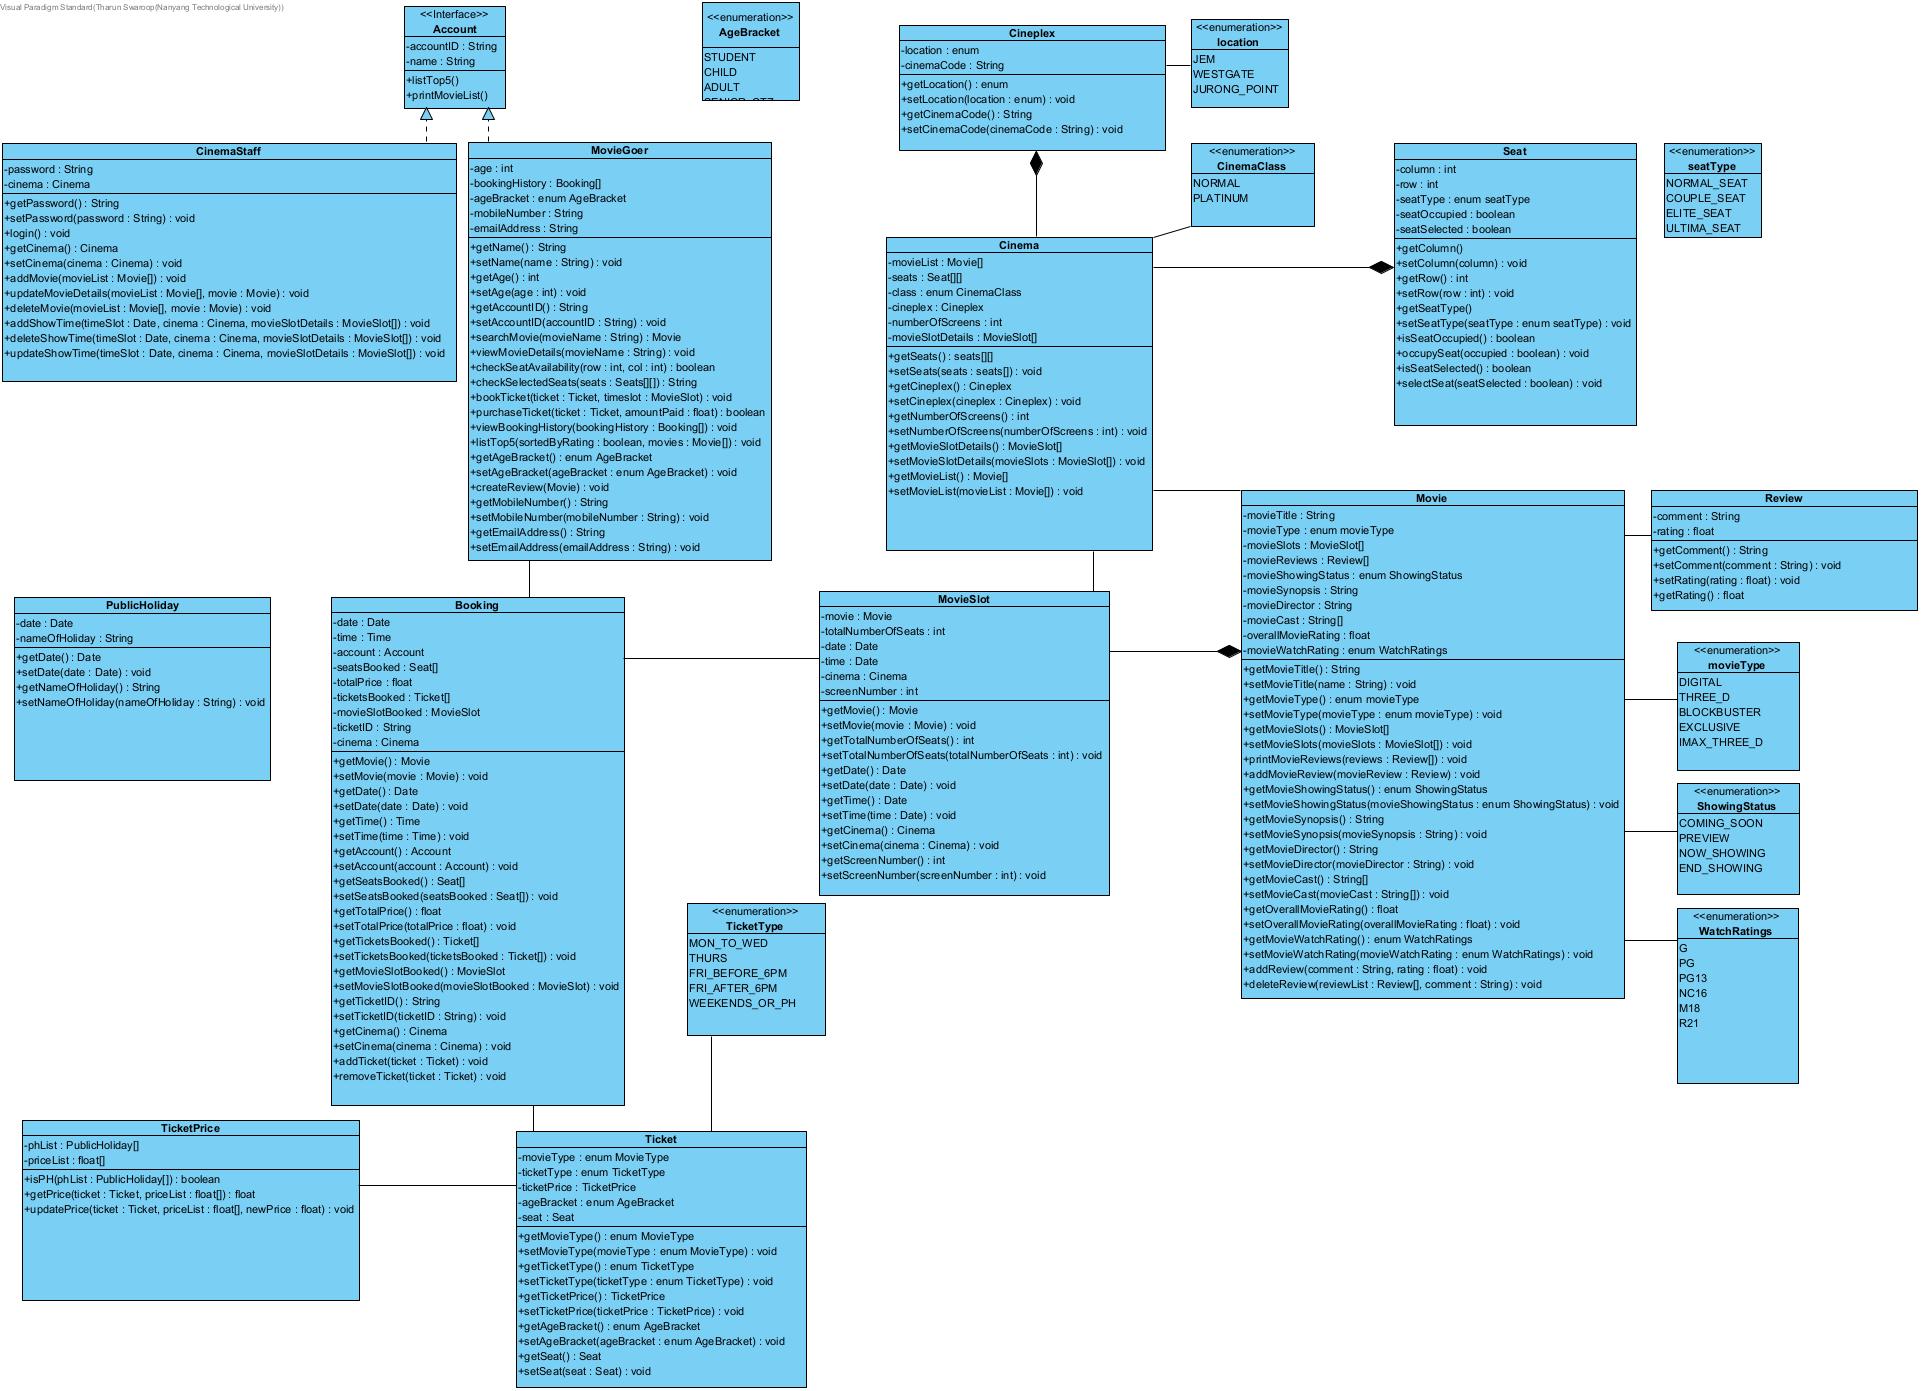 Visual Paradigm Standard(Tharun Swaroop(Nanyang Technological University))
<<Interface>>
Account
-accountID : String
-name : String
+listTop5()
+printMovieList()
<<enumeration>>
AgeBracket
STUDENT
CHILD
ADULT
Cineplex
-location : enum
-cinemaCode : String
+getLocation() : enum
+setLocation(location : enum) : void
+getCinemaCode() : String
+setCinemaCode(cinemaCode : String) : void
<<enumeration>>
location
JEM
WESTGATE
JURONG_POINT
CinemaStaff
-password : String
-cinema : Cinema
+getPassword() : String
+setPassword(password : String) : void
+login() : void
+getCinema() : Cinema
+setCinema(cinema : Cinema) : void
+addMovie(movieList : Movie[]) : void
+updateMovieDetails(movieList : Movie[], movie : Movie) : void
+deleteMovie(movieList : Movie[], movie : Movie) : void
+addShowTime(timeSlot : Date, cinema : Cinema, movieSlotDetails : MovieSlot[]) : void
+deleteShowTime(timeSlot : Date, cinema : Cinema, movieSlotDetails : MovieSlot[]) : void
+updateShowTime(timeSlot : Date, cinema : Cinema, movieSlotDetails : MovieSlot[]) : void
MovieGoer
-age : int
-bookingHistory : Booking[]
-ageBracket : enum AgeBracket
-mobileNumber : String
-emailAddress : String
+getName() : String
+setName(name : String) : void
+getAge() : int
+setAge(age : int) : void
+getAccountID() : String
+setAccountID(accountID : String) : void
+searchMovie(movieName : String) : Movie
+viewMovieDetails(movieName : String) : void
+checkSeatAvailability(row : int, col : int) : boolean
+checkSelectedSeats(seats : Seats[][]) : String
+bookTicket(ticket : Ticket, timeslot : MovieSlot) : void
+purchaseTicket(ticket : Ticket, amountPaid : float) : boolean
+viewBookingHistory(bookingHistory : Booking[]) : void
+listTop5(sortedByRating : boolean, movies : Movie[]) : void
+getAgeBracket() : enum AgeBracket
+setAgeBracket(ageBracket : enum AgeBracket) : void
+createReview(Movie) : void
+getMobileNumber() : String
+setMobileNumber(mobileNumber : String) : void
+getEmailAddress() : String
+setEmailAddress(emailAddress : String) : void
<<enumeration>>
CinemaClass
NORMAL
PLATINUM
Seat
-column : int
-row : int
-seatType : enum seatType
-seatOccupied : boolean
-seatSelected : boolean
+getColumn()
+setColumn(column) : void
+getRow() : int
+setRow(row : int) : void
+getSeatType()
+setSeatType(seatType : enum seatType) : void
+isSeatOccupied() : boolean
+occupySeat(occupied : boolean) : void
+isSeatSelected() : boolean
+selectSeat(seatSelected : boolean) : void
<<enumeration>>
seatType
NORMAL_SEAT
COUPLE_SEAT
ELITE_SEAT
ULTIMA_SEAT
Cinema
-movieList : Movie[]
-seats : Seat[][]
-class : enum CinemaClass
-cineplex : Cineplex
-numberOfScreens : int
-movieSlotDetails : MovieSlot[]
+getSeats() : seats[][]
+setSeats(seats : seats[]) : void
+getCineplex() : Cineplex
+setCineplex(cineplex : Cineplex) : void
+getNumberOfScreens() : int
+setNumberOfScreens(numberOfScreens : int) : void
+getMovieSlotDetails() : MovieSlot[]
+setMovieSlotDetails(movieSlots : MovieSlot[]) : void
+getMovieList() : Movie[]
+setMovieList(movieList : Movie[]) : void
Movie
-movieTitle : String
-movieType : enum movieType
-movieSlots : MovieSlot[]
-movieReviews : Review[]
-movieShowingStatus : enum ShowingStatus
-movieSynopsis : String
-movieDirector : String
-movieCast : String[]
-overallMovieRating : float
-movieWatchRating : enum WatchRatings
+getMovieTitle() : String
+setMovieTitle(name : String) : void
+getMovieType() : enum movieType
+setMovieType(movieType : enum movieType) : void
+getMovieSlots() : MovieSlot[]
+setMovieSlots(movieSlots : MovieSlot[]) : void
+printMovieReviews(reviews : Review[]) : void
+addMovieReview(movieReview : Review) : void
+getMovieShowingStatus() : enum ShowingStatus
+setMovieShowingStatus(movieShowingStatus : enum ShowingStatus) : void
+getMovieSynopsis() : String
+setMovieSynopsis(movieSynopsis : String) : void
+getMovieDirector() : String
+setMovieDirector(movieDirector : String) : void
+getMovieCast() : String[]
+setMovieCast(movieCast : String[]) : void
+getOverallMovieRating() : float
+setOverallMovieRating(overallMovieRating : float) : void
+getMovieWatchRating() : enum WatchRatings
+setMovieWatchRating(movieWatchRating : enum WatchRatings) : void
+addReview(comment : String, rating : float) : void
+deleteReview(reviewList : Review[], comment : String) : void
Review
-comment : String
-rating : float
+getComment() : String
+setComment(comment : String) : void
+setRating(rating : float) : void
+getRating() : float
PublicHoliday
-date : Date
-nameOfHoliday : String
+getDate() : Date
+setDate(date : Date) : void
+getNameOfHoliday() : String
+setNameOfHoliday(nameOfHoliday : String) : void
Booking
-date : Date
-time : Time
-account : Account
-seatsBooked : Seat[]
-totalPrice : float
-ticketsBooked : Ticket[]
-movieSlotBooked : MovieSlot
-ticketID : String
-cinema : Cinema
+getMovie() : Movie
+setMovie(movie : Movie) : void
+getDate() : Date
+setDate(date : Date) : void
+getTime() : Time
+setTime(time : Time) : void
+getAccount() : Account
+setAccount(account : Account) : void
+getSeatsBooked() : Seat[]
+setSeatsBooked(seatsBooked : Seat[]) : void
+getTotalPrice() : float
+setTotalPrice(totalPrice : float) : void
+getTicketsBooked() : Ticket[]
+setTicketsBooked(ticketsBooked : Ticket[]) : void
+getMovieSlotBooked() : MovieSlot
+setMovieSlotBooked(movieSlotBooked : MovieSlot) : void
+getTicketID() : String
+setTicketID(ticketID : String) : void
+getCinema() : Cinema
+setCinema(cinema : Cinema) : void
+addTicket(ticket : Ticket) : void
+removeTicket(ticket : Ticket) : void
MovieSlot
-movie : Movie
-totalNumberOfSeats : int
-date : Date
-time : Date
-cinema : Cinema
-screenNumber : int
+getMovie() : Movie
+setMovie(movie : Movie) : void
+getTotalNumberOfSeats() : int
+setTotalNumberOfSeats(totalNumberOfSeats : int) : void
+getDate() : Date
+setDate(date : Date) : void
+getTime() : Date
+setTime(time : Date) : void
+getCinema() : Cinema
+setCinema(cinema : Cinema) : void
+getScreenNumber() : int
+setScreenNumber(screenNumber : int) : void
<<enumeration>>
movieType
DIGITAL
THREE_D
BLOCKBUSTER
EXCLUSIVE
IMAX_THREE_D
<<enumeration>>
ShowingStatus
COMING_SOON
PREVIEW
NOW_SHOWING
END_SHOWING
<<enumeration>>
WatchRatings
G
PG
PG13
NC16
M18
R21
<<enumeration>>
TicketType
MON_TO_WED
THURS
FRI_BEFORE_6PM
FRI_AFTER_6PM
WEEKENDS_OR_PH
TicketPrice
-phList : PublicHoliday[]
-priceList : float[]
+isPH(phList : PublicHoliday[]) : boolean
+getPrice(ticket : Ticket, priceList : float[]) : float
+updatePrice(ticket : Ticket, priceList : float[], newPrice : float) : void
Ticket
-movieType : enum MovieType
-ticketType : enum TicketType
-ticketPrice : TicketPrice
-ageBracket : enum AgeBracket
-seat : Seat
+getMovieType() : enum MovieType
+setMovieType(movieType : enum MovieType) : void
+getTicketType() : enum TicketType
+setTicketType(ticketType : enum TicketType) : void
+getTicketPrice() : TicketPrice
+setTicketPrice(ticketPrice : TicketPrice) : void
+getAgeBracket() : enum AgeBracket
+setAgeBracket(ageBracket : enum AgeBracket) : void
+getSeat() : Seat
+setSeat(seat : Seat) : void